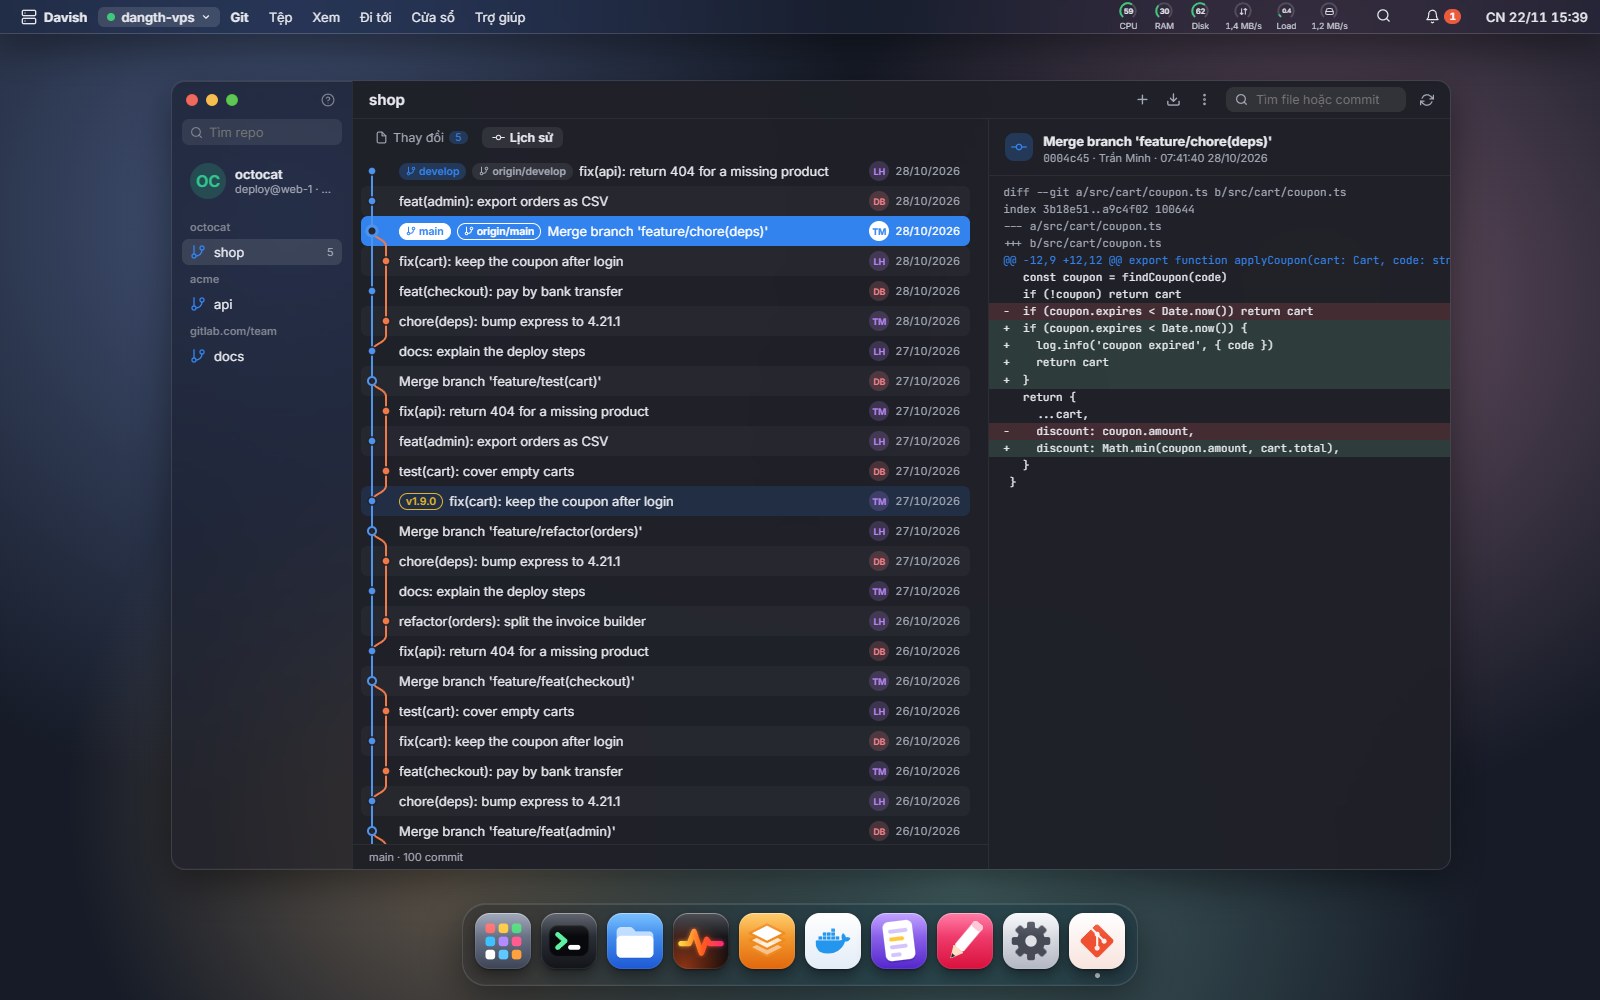 Davish dangth-vps Git Tệp Xem Đi tới Cửa sổ Trợ giúp
59 30 62 0.4
CPU RAM Disk 1,4 MB/s Load 1,2 MB/s
1 CN 22/11 15:39
Tìm repo
OC octocat
deploy@web-1 · ...
octocat
shop 5
acme
api
gitlab.com/team
docs
shop
Tìm file hoặc commit
Thay đổi 5 Lịch sử
develop origin/develop fix(api): return 404 for a missing product LH 28/10/2026
feat(admin): export orders as CSV DB 28/10/2026
main origin/main Merge branch 'feature/chore(deps)' TM 28/10/2026
fix(cart): keep the coupon after login LH 28/10/2026
feat(checkout): pay by bank transfer DB 28/10/2026
chore(deps): bump express to 4.21.1 TM 28/10/2026
docs: explain the deploy steps LH 27/10/2026
Merge branch 'feature/test(cart)' DB 27/10/2026
fix(api): return 404 for a missing product TM 27/10/2026
feat(admin): export orders as CSV LH 27/10/2026
test(cart): cover empty carts DB 27/10/2026
v1.9.0 fix(cart): keep the coupon after login TM 27/10/2026
Merge branch 'feature/refactor(orders)' LH 27/10/2026
chore(deps): bump express to 4.21.1 DB 27/10/2026
docs: explain the deploy steps TM 27/10/2026
refactor(orders): split the invoice builder LH 26/10/2026
fix(api): return 404 for a missing product DB 26/10/2026
Merge branch 'feature/feat(checkout)' TM 26/10/2026
test(cart): cover empty carts LH 26/10/2026
fix(cart): keep the coupon after login DB 26/10/2026
feat(checkout): pay by bank transfer TM 26/10/2026
chore(deps): bump express to 4.21.1 LH 26/10/2026
Merge branch 'feature/feat(admin)' DB 26/10/2026
main · 100 commit
Merge branch 'feature/chore(deps)'
0004c45 · Trần Minh · 07:41:40 28/10/2026
diff --git a/src/cart/coupon.ts b/src/cart/coupon.ts
index 3b18e51..a9c4f02 100644
--- a/src/cart/coupon.ts
+++ b/src/cart/coupon.ts
@@ -12,9 +12,12 @@ export function applyCoupon(cart: Cart, code: str
const coupon = findCoupon(code)
if (!coupon) return cart
- if (coupon.expires < Date.now()) return cart
+ if (coupon.expires < Date.now()) {
+ log.info('coupon expired', { code })
+ return cart
+ }
return {
...cart,
- discount: coupon.amount,
+ discount: Math.min(coupon.amount, cart.total),
}
}